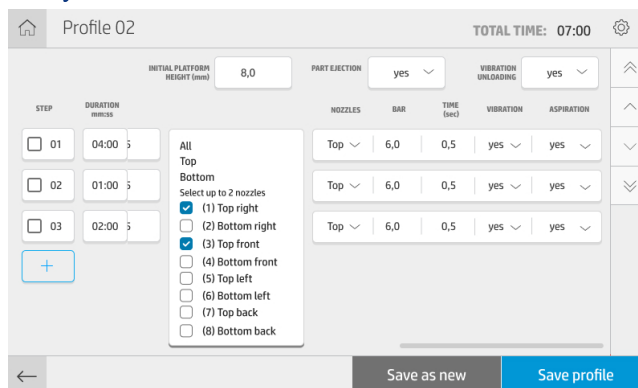 Profile 02
TOTAL TIME: 07:00
INITIAL PLATFORM
HEIGHT (mm)
8,0
PART EJECTION
yes
VIBRATION
UNLOADING
yes
STEP
DURATION
mm:ss
NOZZLES
BAR
TIME
(sec)
VIBRATION
ASPIRATION
01 04:00
Top 6,0 0,5 yes yes
02 01:00
Top 6,0 0,5 yes yes
03 02:00
Top 6,0 0,5 yes yes
+
All
Top
Bottom
Select up to 2 nozzles
(1) Top right
(2) Bottom right
(3) Top front
(4) Bottom front
(5) Top left
(6) Bottom left
(7) Top back
(8) Bottom back
Save as new
Save profile